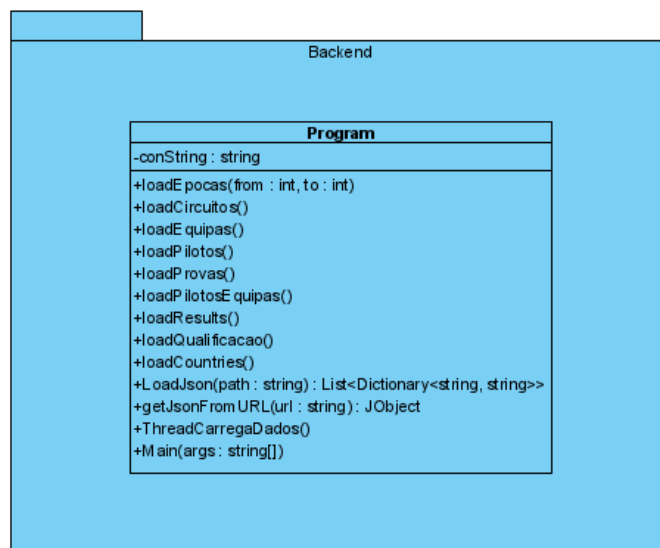 Backend
Program
-conString : string
+loadEpocas(from : int, to : int)
+loadCircuitos()
+loadEquipas()
+loadPilotos()
+loadProvas()
+loadPilotosEquipas()
+loadResults()
+loadQualificacao()
+loadCountries()
+LoadJson(path : string) : List<Dictionary<string, string>>
+getJsonFromURL(url : string) : JObject
+ThreadCarregaDados()
+Main(args : string[])